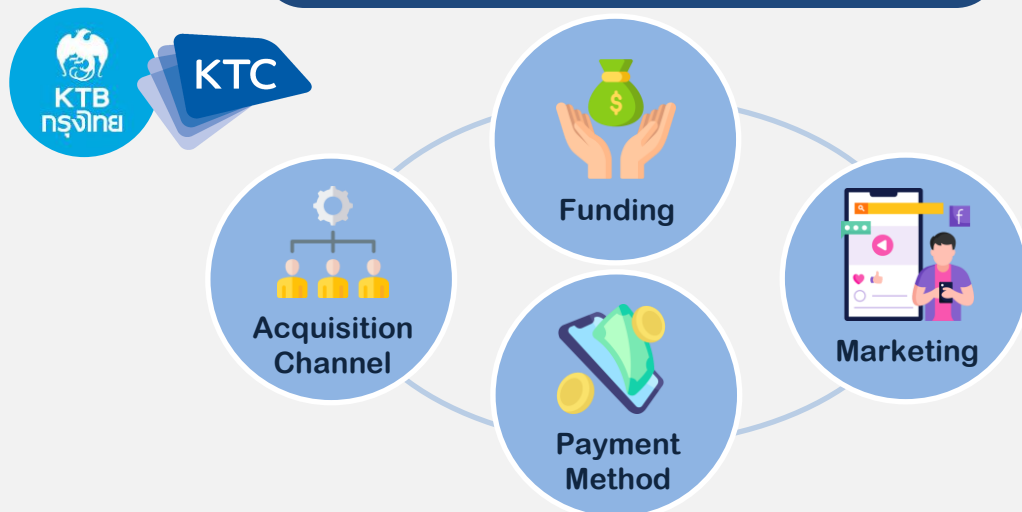 KTB
กรุงไทย
KTC
Funding
Acquisition
Channel
Marketing
Payment
Method